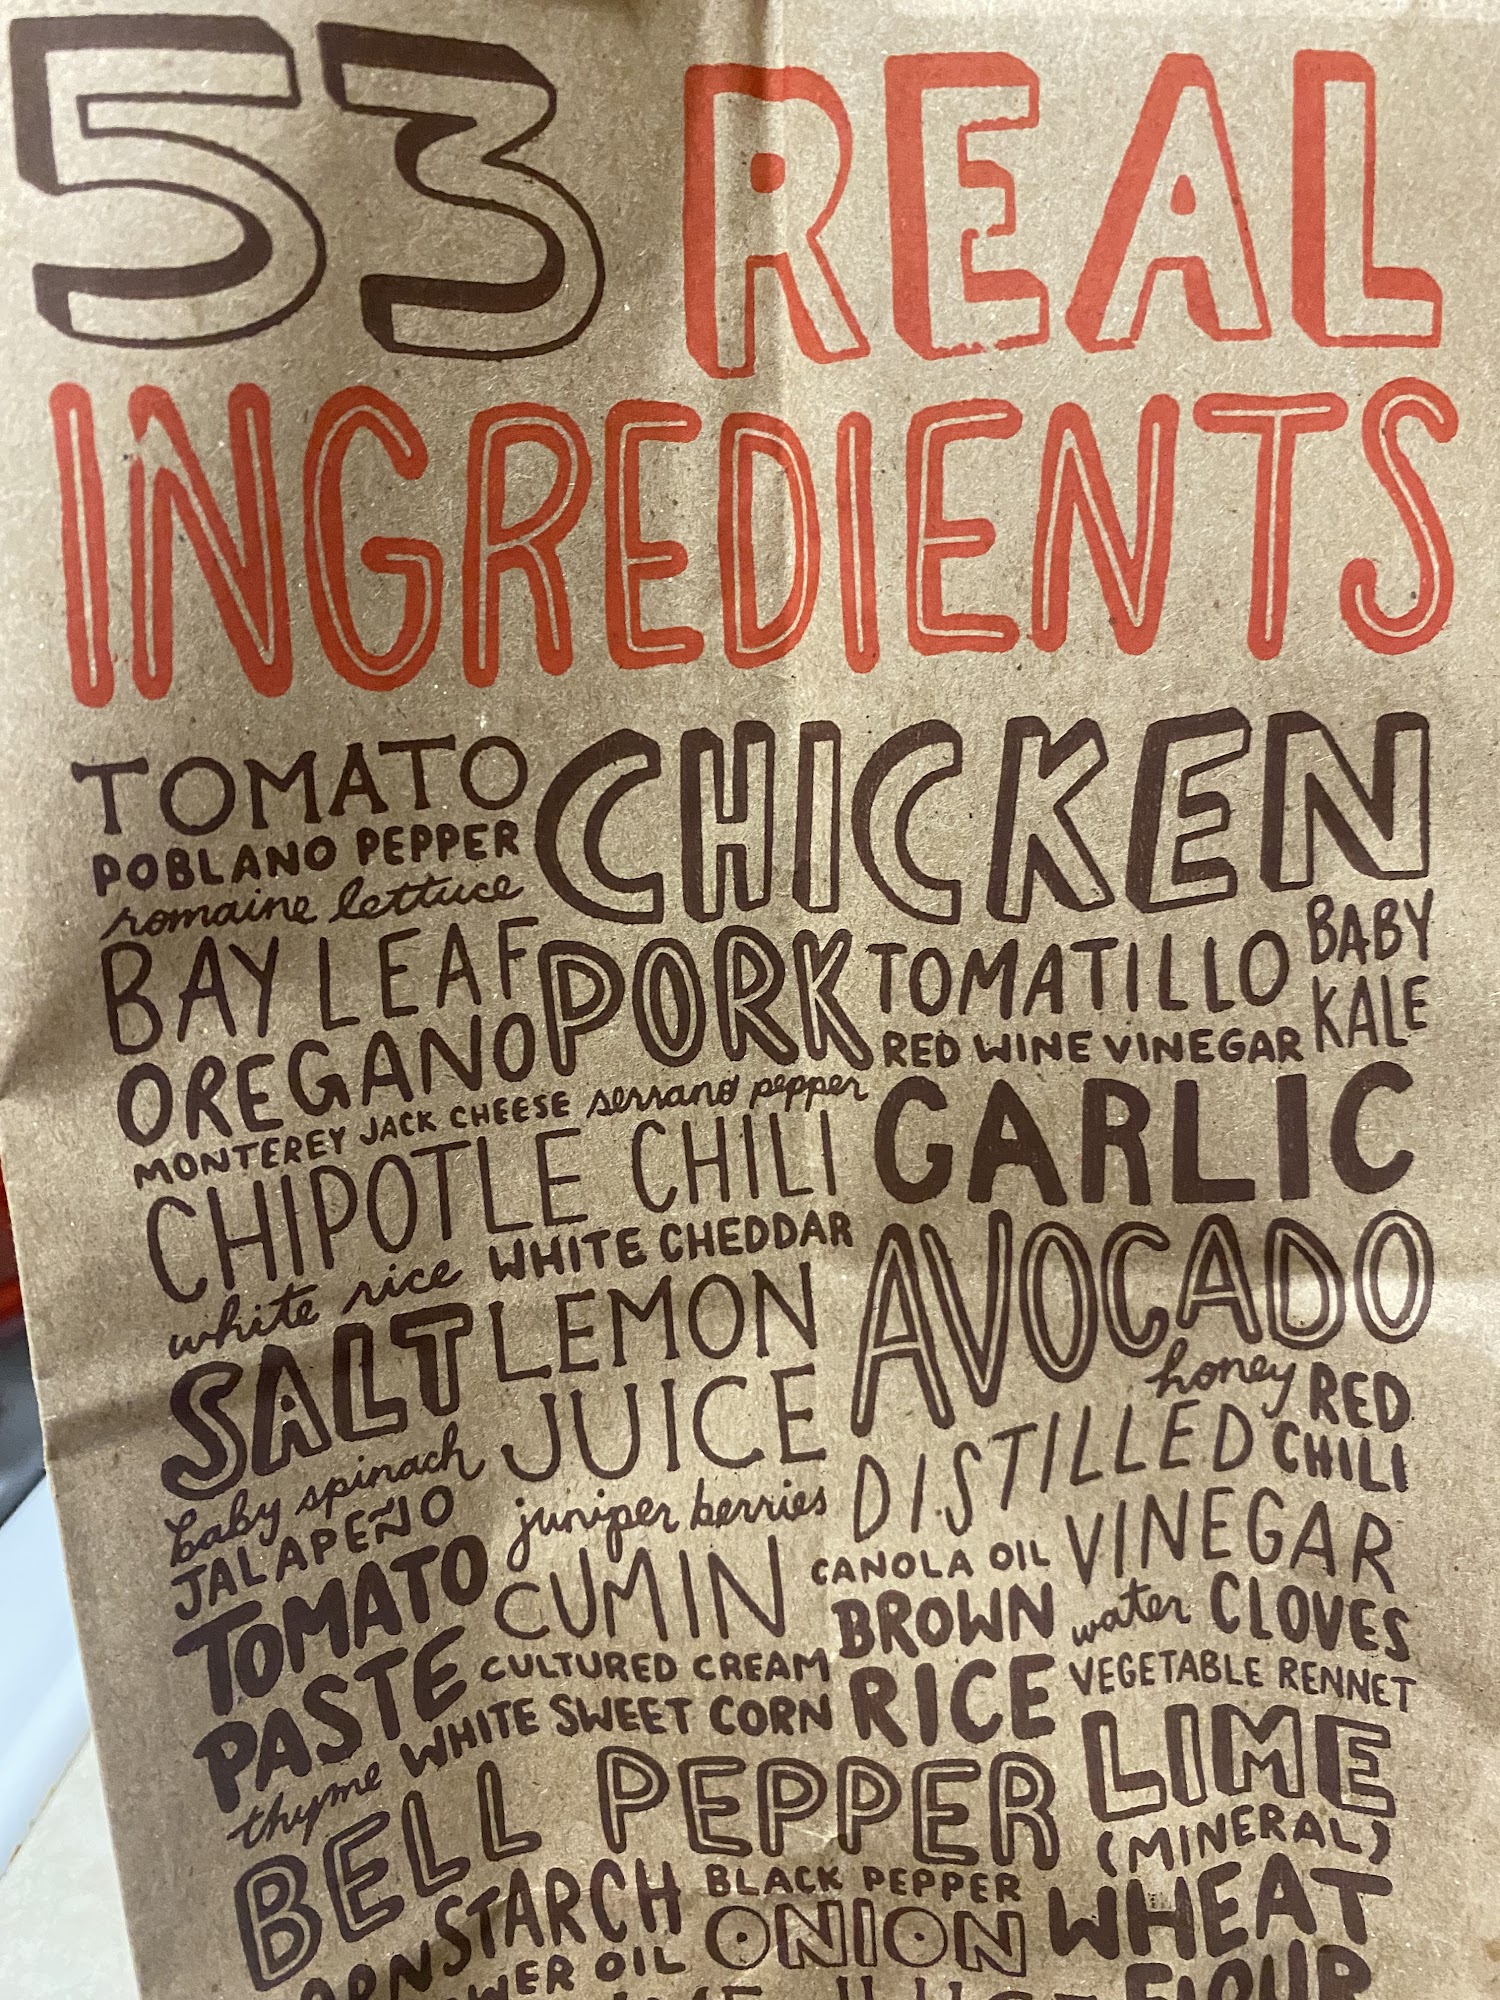 53 REAL
INGREDIENTS
TOMATO
POBLANO PEPPER
romaine lettuce
CHICKEN
BAY LEAF
OREGANO
PORK
TOMATILLO
RED WINE VINEGAR
BABY
KALE
MONTEREY JACK CHEESE serrano pepper
CHIPOTLE CHILI
GARLIC
white rice WHITE CHEDDAR
AVOCADO
SALT
LEMON
JUICE
honey RED
CHILI
baby spinach
JALAPEÑO
juniper berries
DISTILLED
VINEGAR
TOMATO
PASTE
CUMIN
CANOLA OIL
BROWN
RICE
water CLOVES
CULTURED CREAM
VEGETABLE RENNET
thyme WHITE SWEET CORN
LIME
(MINERAL)
BELL PEPPER
BLACK PEPPER
ONION
WHEAT
FLOUR
OIL